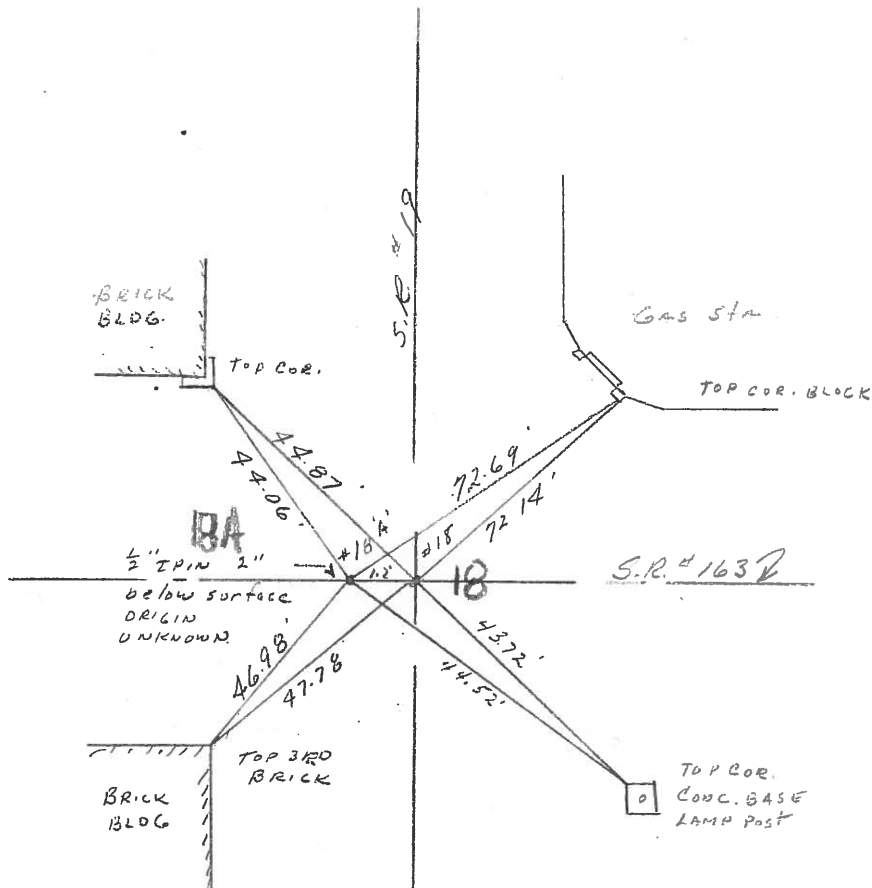 S.R # 19
BRICK
BLDG.
TOP COR.
GAS STA
TOP COR. BLOCK
44.87
44.06'
72.69'
72 14'
18A
#18 'A'
#18
1.2'
18
1/2" IPIN 2"
below surface
ORIGIN
UNKNOWN.
S.R. # 163
46.98'
47.78
43.72'
44.52'
TOP 3RD
BRICK
BRICK
BLDG
TOP COR.
CONC. BASE
LAMP POST